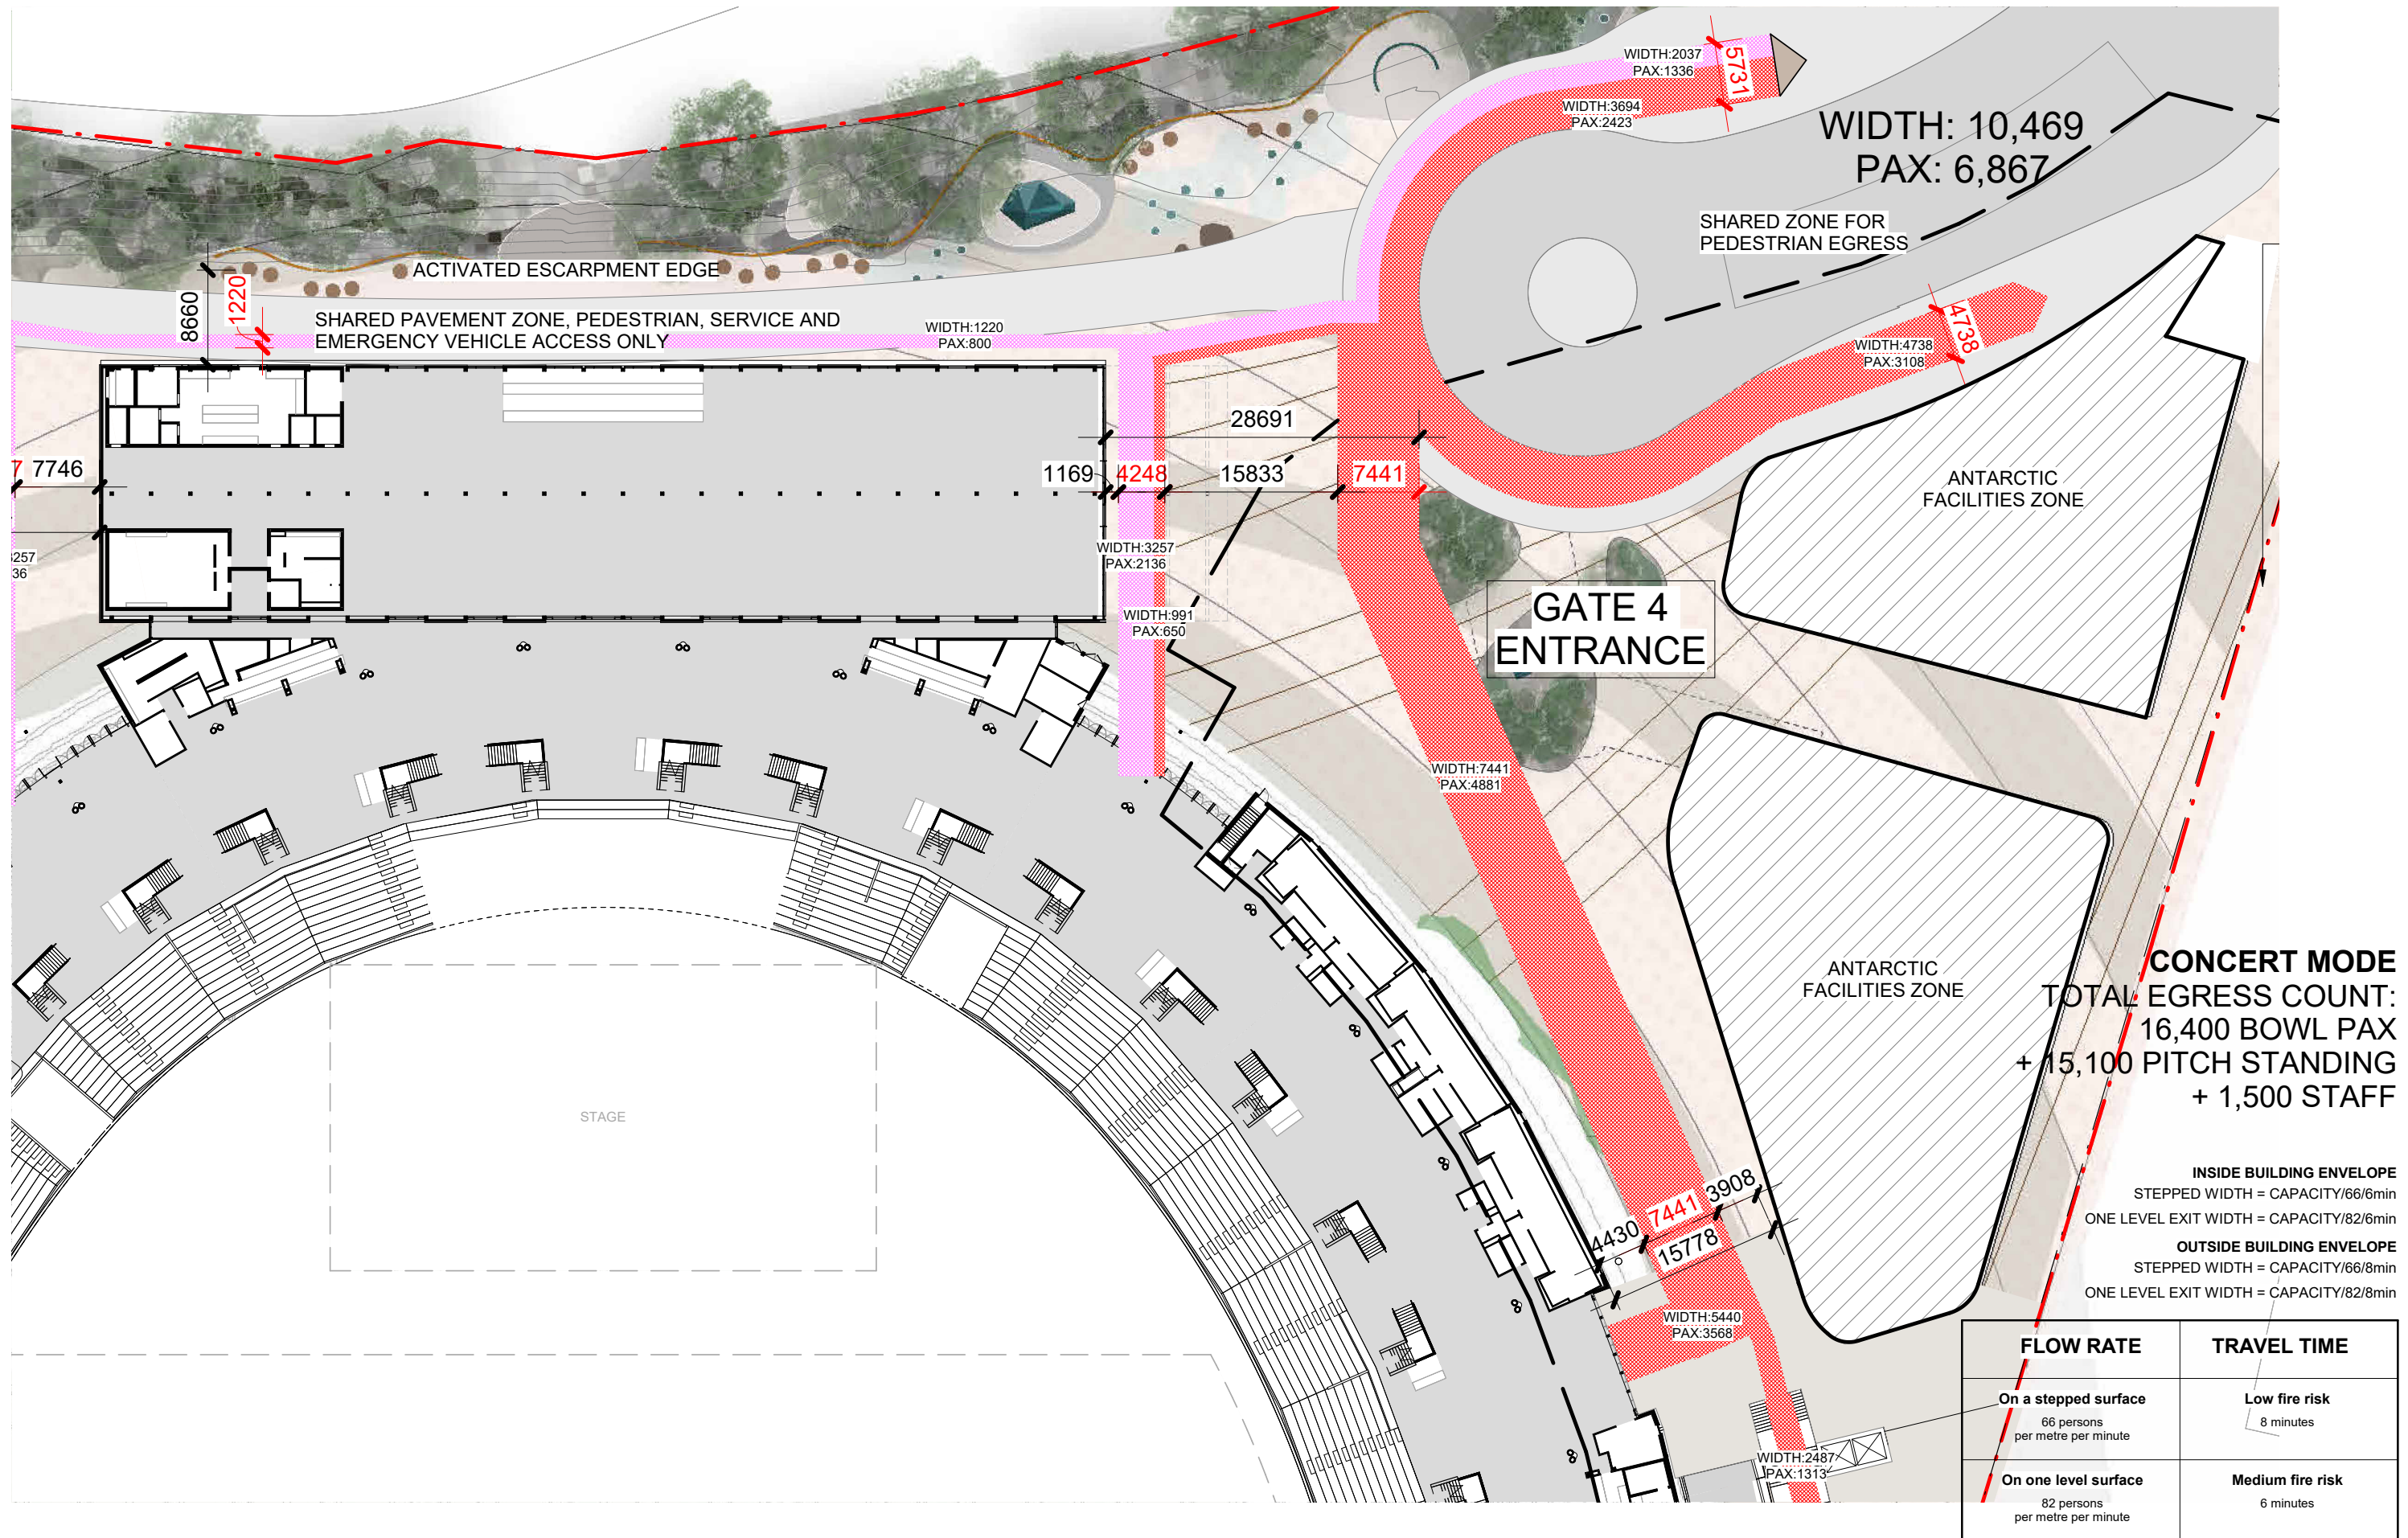 WIDTH:2037
PAX:1336
5731
WIDTH:3694
PAX:2423
WIDTH: 10,469
PAX: 6,867
SHARED ZONE FOR
PEDESTRIAN EGRESS
ACTIVATED ESCARPMENT EDGE
8660
1220
SHARED PAVEMENT ZONE, PEDESTRIAN, SERVICE AND
EMERGENCY VEHICLE ACCESS ONLY
WIDTH:1220
PAX:800
4738
WIDTH:4738
PAX:3108
28691
7 7746
1169
4248
15833
7441
ANTARCTIC
FACILITIES ZONE
3257
36
WIDTH:3257
PAX:2136
WIDTH:991
PAX:650
GATE 4
ENTRANCE
WIDTH:7441
PAX:4881
ANTARCTIC
FACILITIES ZONE
CONCERT MODE
TOTAL EGRESS COUNT:
16,400 BOWL PAX
+ 15,100 PITCH STANDING
+ 1,500 STAFF
STAGE
INSIDE BUILDING ENVELOPE
STEPPED WIDTH = CAPACITY/66/6min
ONE LEVEL EXIT WIDTH = CAPACITY/82/6min
OUTSIDE BUILDING ENVELOPE
STEPPED WIDTH = CAPACITY/66/8min
ONE LEVEL EXIT WIDTH = CAPACITY/82/8min
4430
7441
3908
15778
WIDTH:5440
PAX:3568
WIDTH:2487
PAX:1313
FLOW RATE
TRAVEL TIME
On a stepped surface
66 persons
per metre per minute
Low fire risk
8 minutes
On one level surface
82 persons
per metre per minute
Medium fire risk
6 minutes